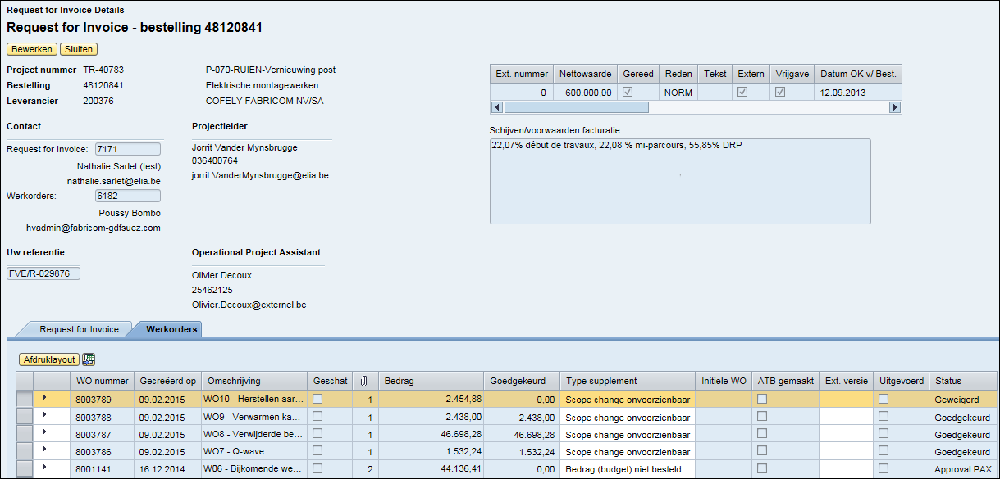 Request for Invoice Details
Request for Invoice - bestelling 48120841
Bewerken Sluiten
Project nummer TR-40783 P-070-RUIEN-Vernieuwing post
Bestelling 48120841 Elektrische montagewerken
Leverancier 200376 COFELY FABRICOM NV/SA
Ext. nummer Nettowaarde Gereed Reden Tekst Extern Vrijgave Datum OK v/ Best.
0 600.000,00 NORM 12.09.2013
Contact Projectleider
Request for Invoice: 7171 Jorrit Vander Mynsbrugge
Nathalie Sarlet (test) 036400764
nathalie.sarlet@elia.be jorrit.VanderMynsbrugge@elia.be
Werkorders: 6182
Poussy Bombo
hvadmin@fabricom-gdfsuez.com
Schijven/voorwaarden facturatie:
22,07% début de travaux, 22,08 % mi-parcours, 55,85% DRP
Uw referentie Operational Project Assistant
FVE/R-029876 Olivier Decoux
25462125
Olivier.Decoux@externel.be
Request for Invoice Werkorders
Afdruklayout
WO nummer Gecreëerd op Omschrijving Geschat Bedrag Goedgekeurd Type supplement Initiele WO ATB gemaakt Ext. versie Uitgevoerd Status
8003789 09.02.2015 WO10 - Herstellen aar... 1 2.454,88 0,00 Scope change onvoorzienbaar Geweigerd
8003788 09.02.2015 WO9 - Verwarmen ka... 1 2.438,00 2.438,00 Scope change onvoorzienbaar Goedgekeurd
8003787 09.02.2015 WO8 - Verwijderde be... 1 46.698,28 46.698,28 Scope change onvoorzienbaar Goedgekeurd
8003786 09.02.2015 WO7 - Q-wave 1 1.532,24 1.532,24 Scope change onvoorzienbaar Goedgekeurd
8001141 16.12.2014 W06 - Bijkomende we... 2 44.136,41 0,00 Bedrag (budget) niet besteld Approval PAX